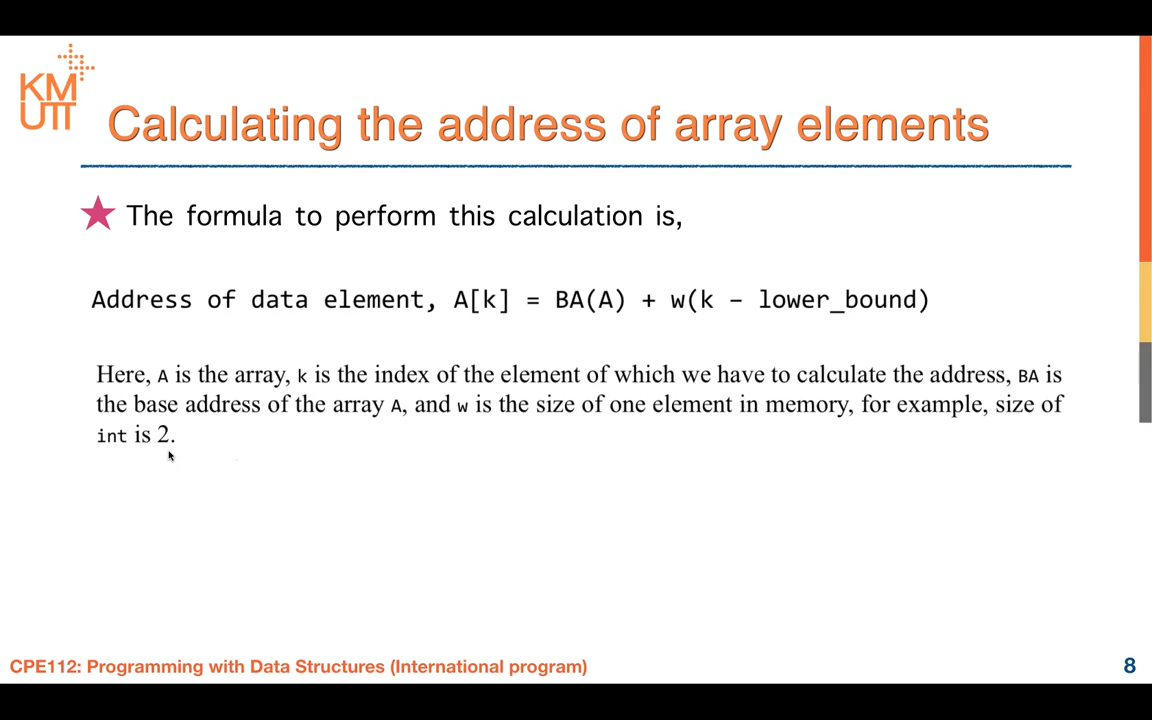 KM
UTT
Calculating the address of array elements
The formula to perform this calculation is,
Address of data element, A[k] = BA(A) + w(k – lower_bound)
Here, A is the array, k is the index of the element of which we have to calculate the address, BA is
the base address of the array A, and w is the size of one element in memory, for example, size of
int is 2.
CPE112: Programming with Data Structures (International program)
8